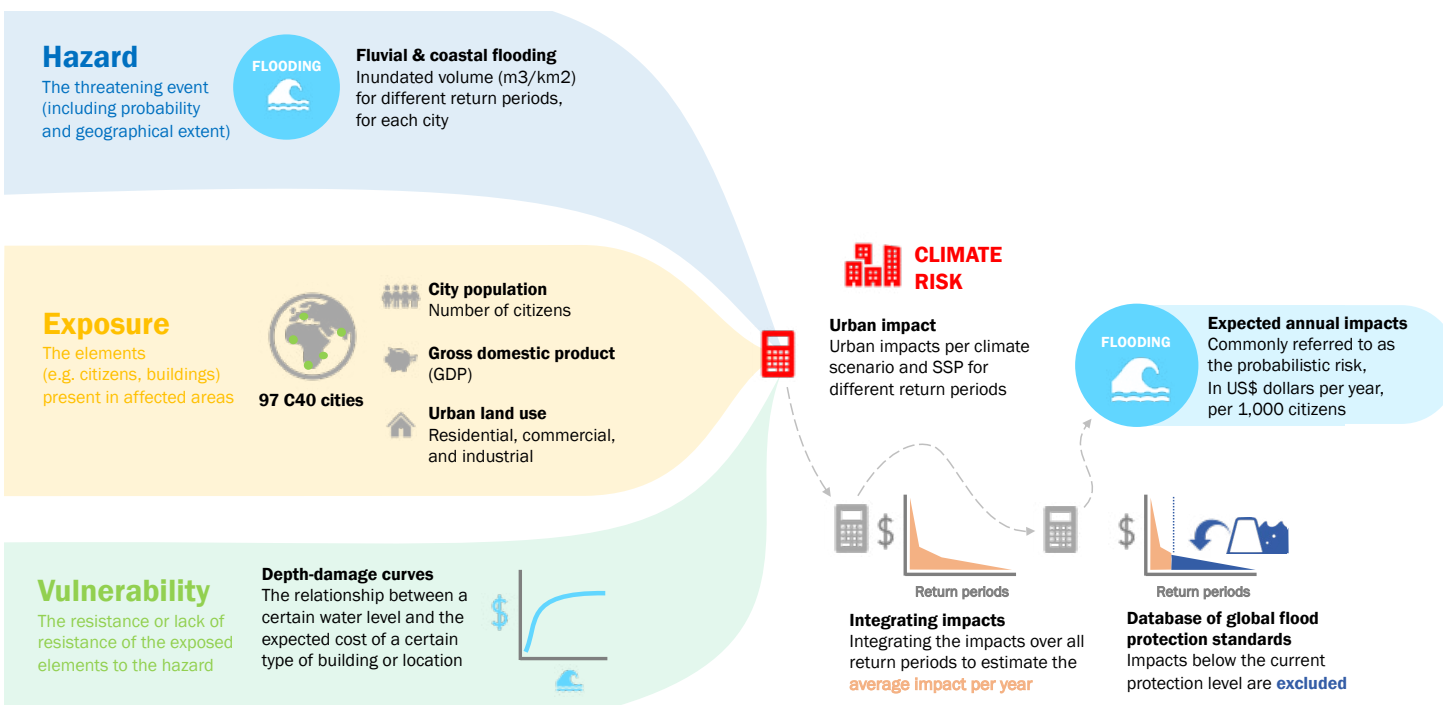 Hazard
The threatening event
(including probability
and geographical extent)
FLOODING
Fluvial & coastal flooding
Inundated volume (m3/km2)
for different return periods,
for each city
Exposure
The elements
(e.g. citizens, buildings)
present in affected areas
97 C40 cities
City population
Number of citizens
Gross domestic product
(GDP)
Urban land use
Residential, commercial,
and industrial
Vulnerability
The resistance or lack of
resistance of the exposed
elements to the hazard
Depth-damage curves
The relationship between a
certain water level and the
expected cost of a certain
type of building or location
$
CLIMATE
RISK
Urban impact
Urban impacts per climate
scenario and SSP for
different return periods
FLOODING
Expected annual impacts
Commonly referred to as
the probabilistic risk,
In US$ dollars per year,
per 1,000 citizens
$
Return periods
Integrating impacts
Integrating the impacts over all
return periods to estimate the
average impact per year
$
Return periods
Database of global flood
protection standards
Impacts below the current
protection level are excluded